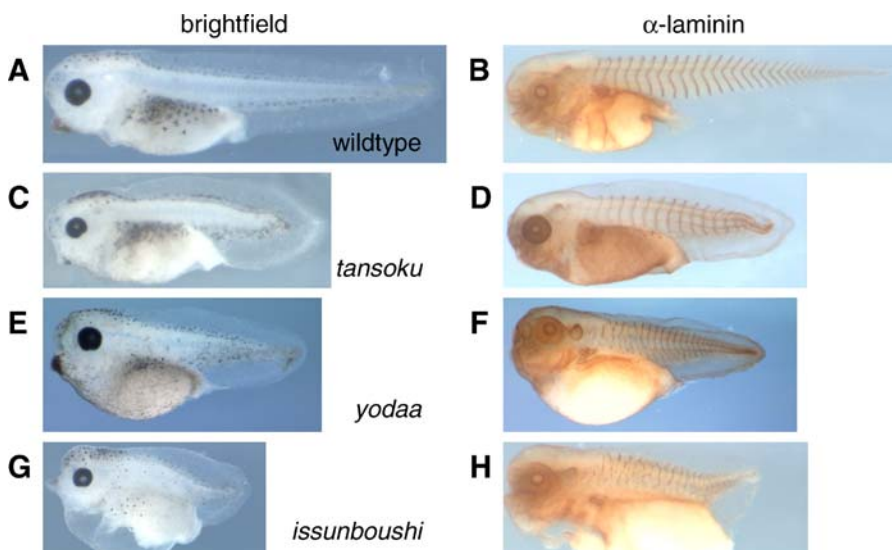 brightfield α-laminin
A B
wildtype
C D
tansoku
E F
yodaa
G H
issunboushi